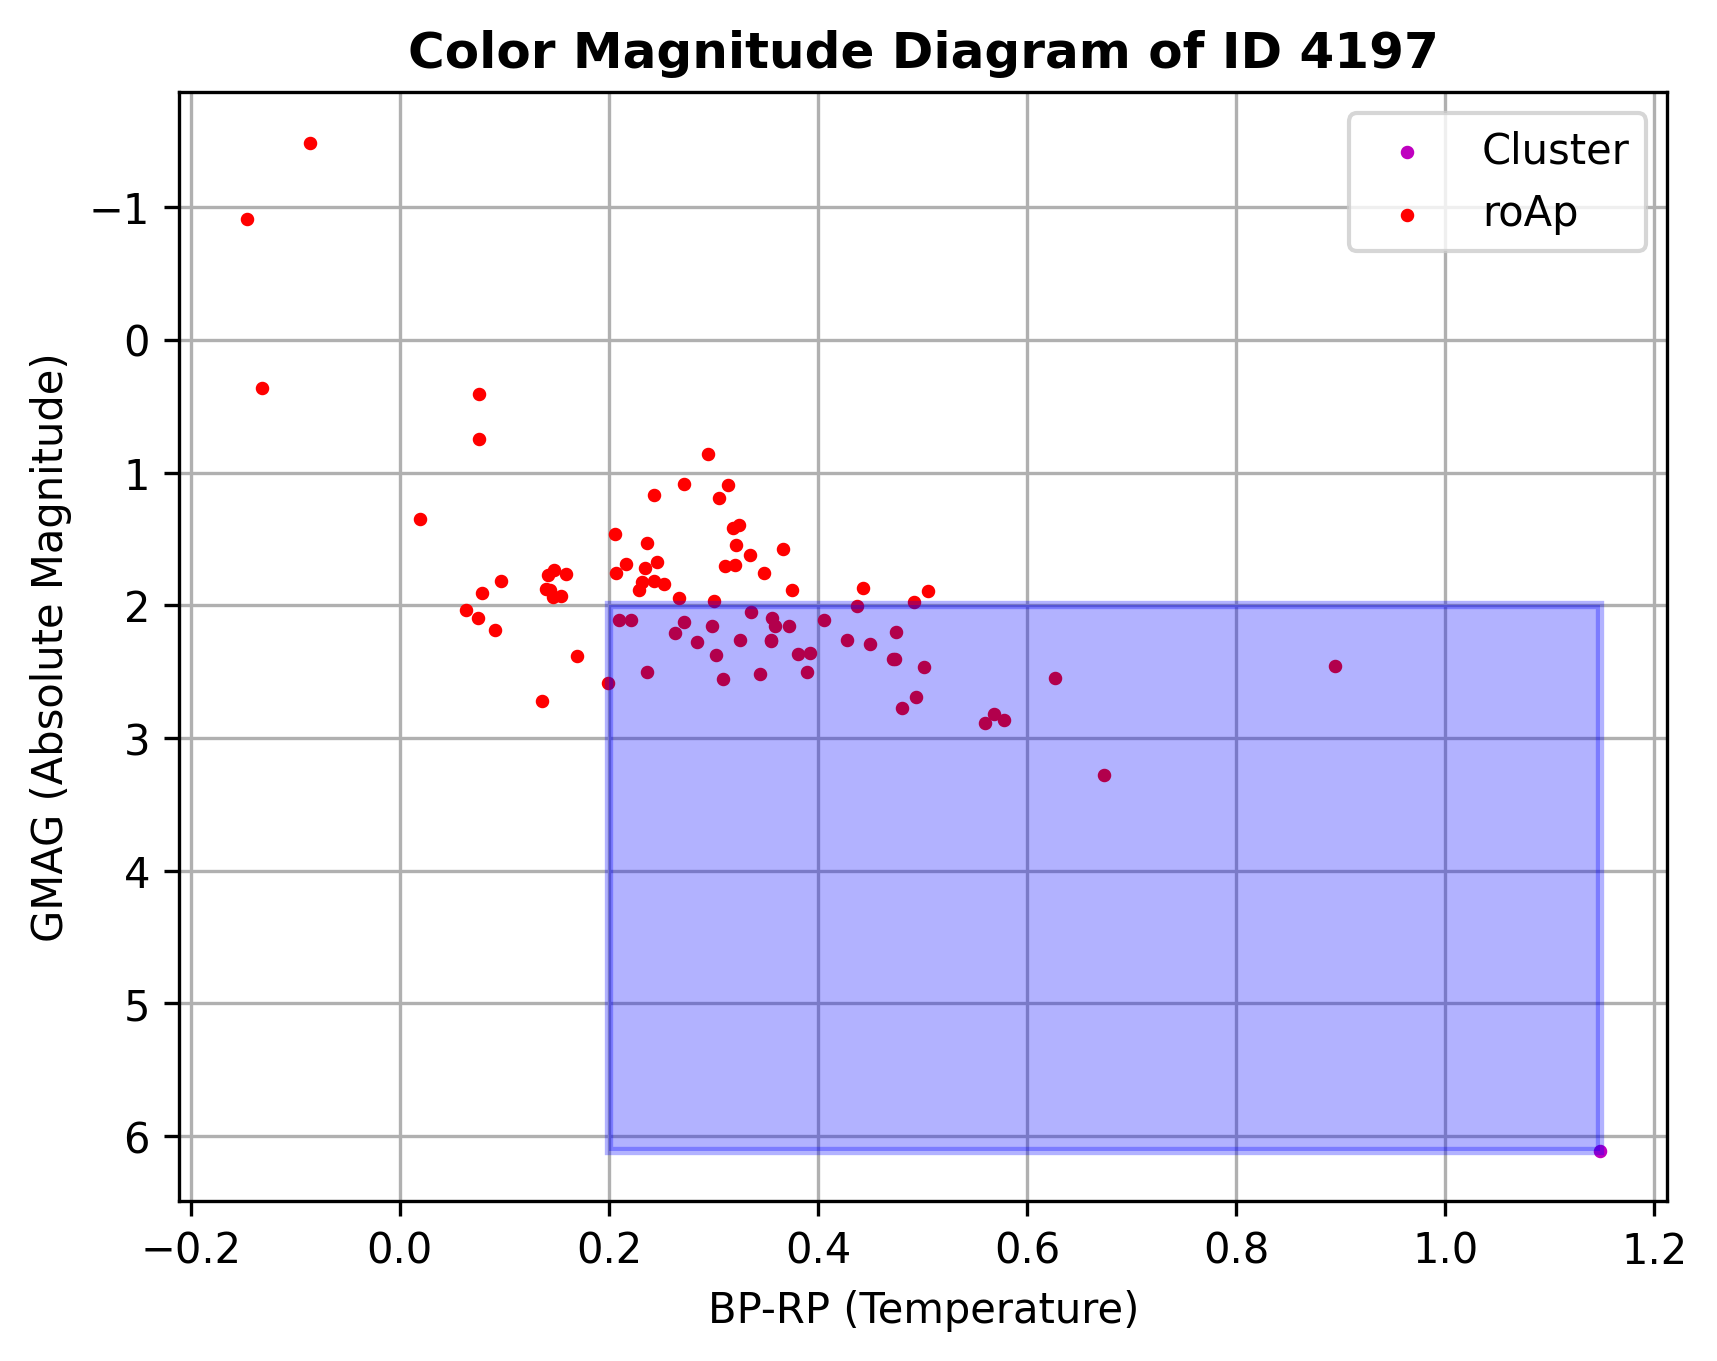 Color Magnitude Diagram of ID 4197
Cluster
roAp
−1
0
1
2
3
4
5
6
GMAG (Absolute Magnitude)
−0.2 0.0 0.2 0.4 0.6 0.8 1.0 1.2
BP-RP (Temperature)